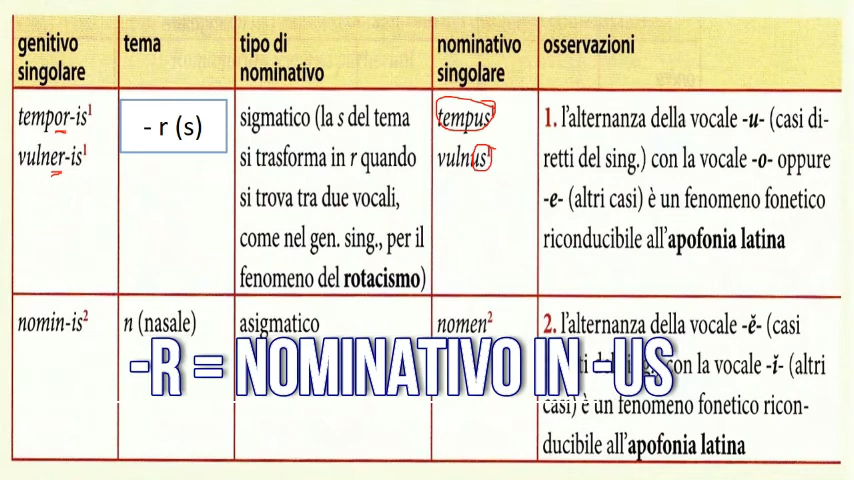 genitivo
singolare
tema
tipo di
nominativo
nominativo
singolare
osservazioni
tempor-is¹
vulner-is¹
- r (s)
sigmatico (la s del tema
si trasforma in r quando
si trova tra due vocali,
come nel gen. sing., per il
fenomeno del rotacismo)
tempus¹
vulnus¹
1. l'alternanza della vocale -u- (casi di-
retti del sing.) con la vocale -o- oppure
-e- (altri casi) è un fenomeno fonetico
riconducibile all'apofonia latina
nomin-is²
n (nasale)
asigmatico
nomen²
2. l'alternanza della vocale -ĕ- (casi
con la vocale -ĭ- (altri
casi) è un fenomeno fonetico ricon-
ducibile all'apofonia latina
-R = NOMINATIVO IN -US